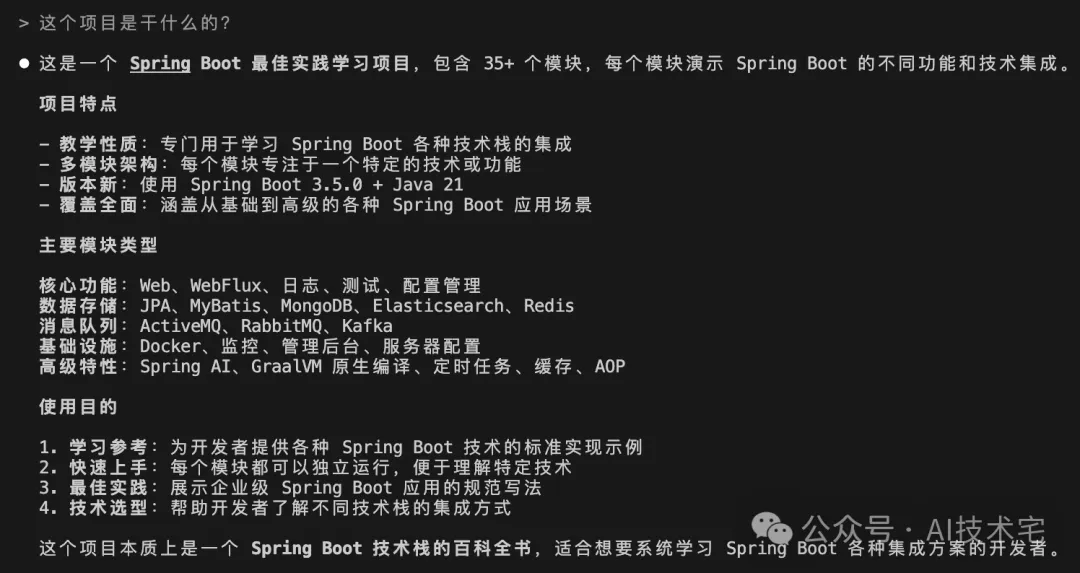 > 这个项目是干什么的?
● 这是一个 Spring Boot 最佳实践学习项目，包含 35+ 个模块，每个模块演示 Spring Boot 的不同功能和技术集成。
项目特点
- 教学性质: 专门用于学习 Spring Boot 各种技术栈的集成
- 多模块架构: 每个模块专注于一个特定的技术或功能
- 版本新: 使用 Spring Boot 3.5.0 + Java 21
- 覆盖全面: 涵盖从基础到高级的各种 Spring Boot 应用场景
主要模块类型
核心功能: Web、WebFlux、日志、测试、配置管理
数据存储: JPA、MyBatis、MongoDB、Elasticsearch、Redis
消息队列: ActiveMQ、RabbitMQ、Kafka
基础设施: Docker、监控、管理后台、服务器配置
高级特性: Spring AI、GraalVM 原生编译、定时任务、缓存、AOP
使用目的
1. 学习参考: 为开发者提供各种 Spring Boot 技术的标准实现示例
2. 快速上手: 每个模块都可以独立运行，便于理解特定技术
3. 最佳实践: 展示企业级 Spring Boot 应用的规范写法
4. 技术选型: 帮助开发者了解不同技术栈的集成方式
这个项目本质上是一个 Spring Boot 技术栈的百科全书，适合想要系统学习 Spring Boot 各种集成方案的开发者。
公众号 · AI技术宅